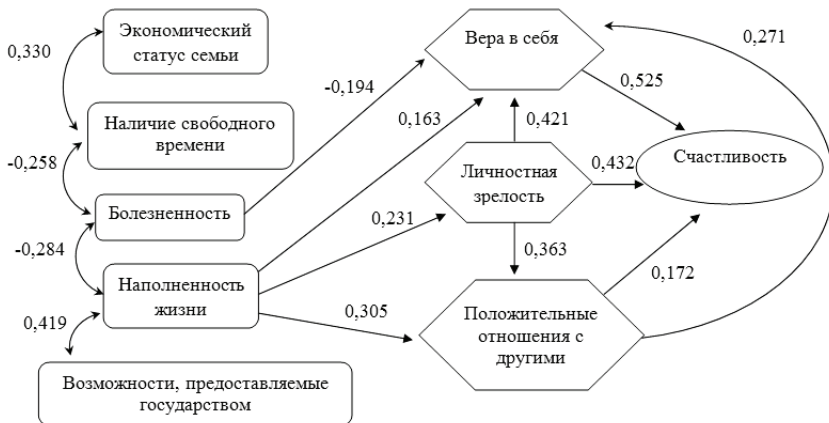 0,330
Экономический
статус семьи
Вера в себя
0,271
-0,194
0,525
0,163
Наличие свободного
времени
0,421
-0,258
Личностная
зрелость
0,432
Счастливость
Болезненность
0,231
-0,284
0,363
Наполненность
жизни
0,172
0,305
Положительные
отношения с
другими
0,419
Возможности, предоставляемые
государством